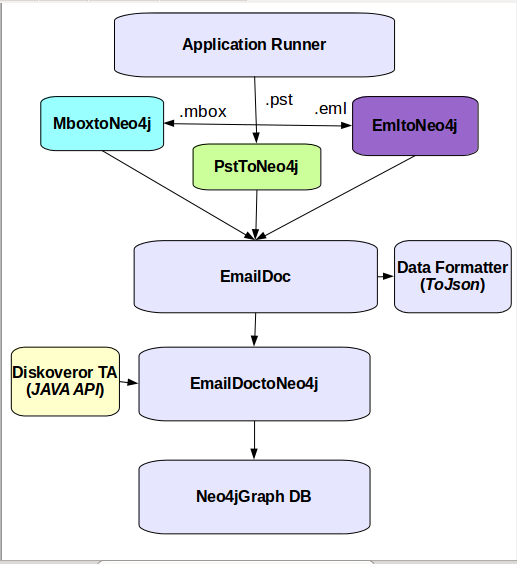 Application Runner
.mbox
.pst
.eml
MboxtoNeo4j
EmltoNeo4j
PstToNeo4j
EmailDoc
Data Formatter
(ToJson)
Diskoveror TA
(JAVA API)
EmailDoctoNeo4j
Neo4jGraph DB